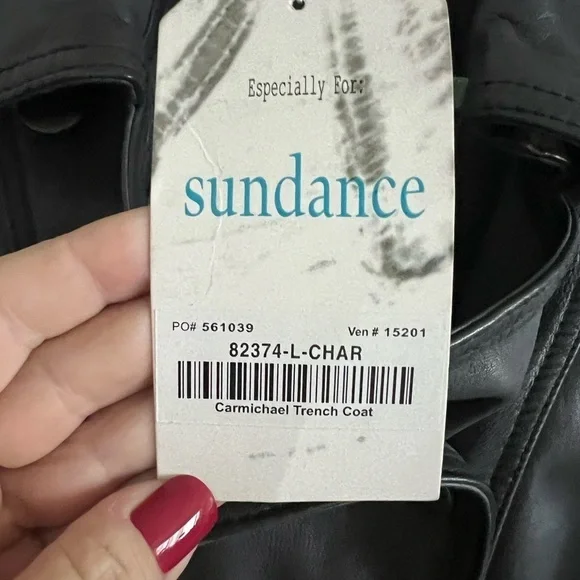 Especially For:
sundance
PO# 561039 Ven # 15201
82374-L-CHAR
Carmichael Trench Coat